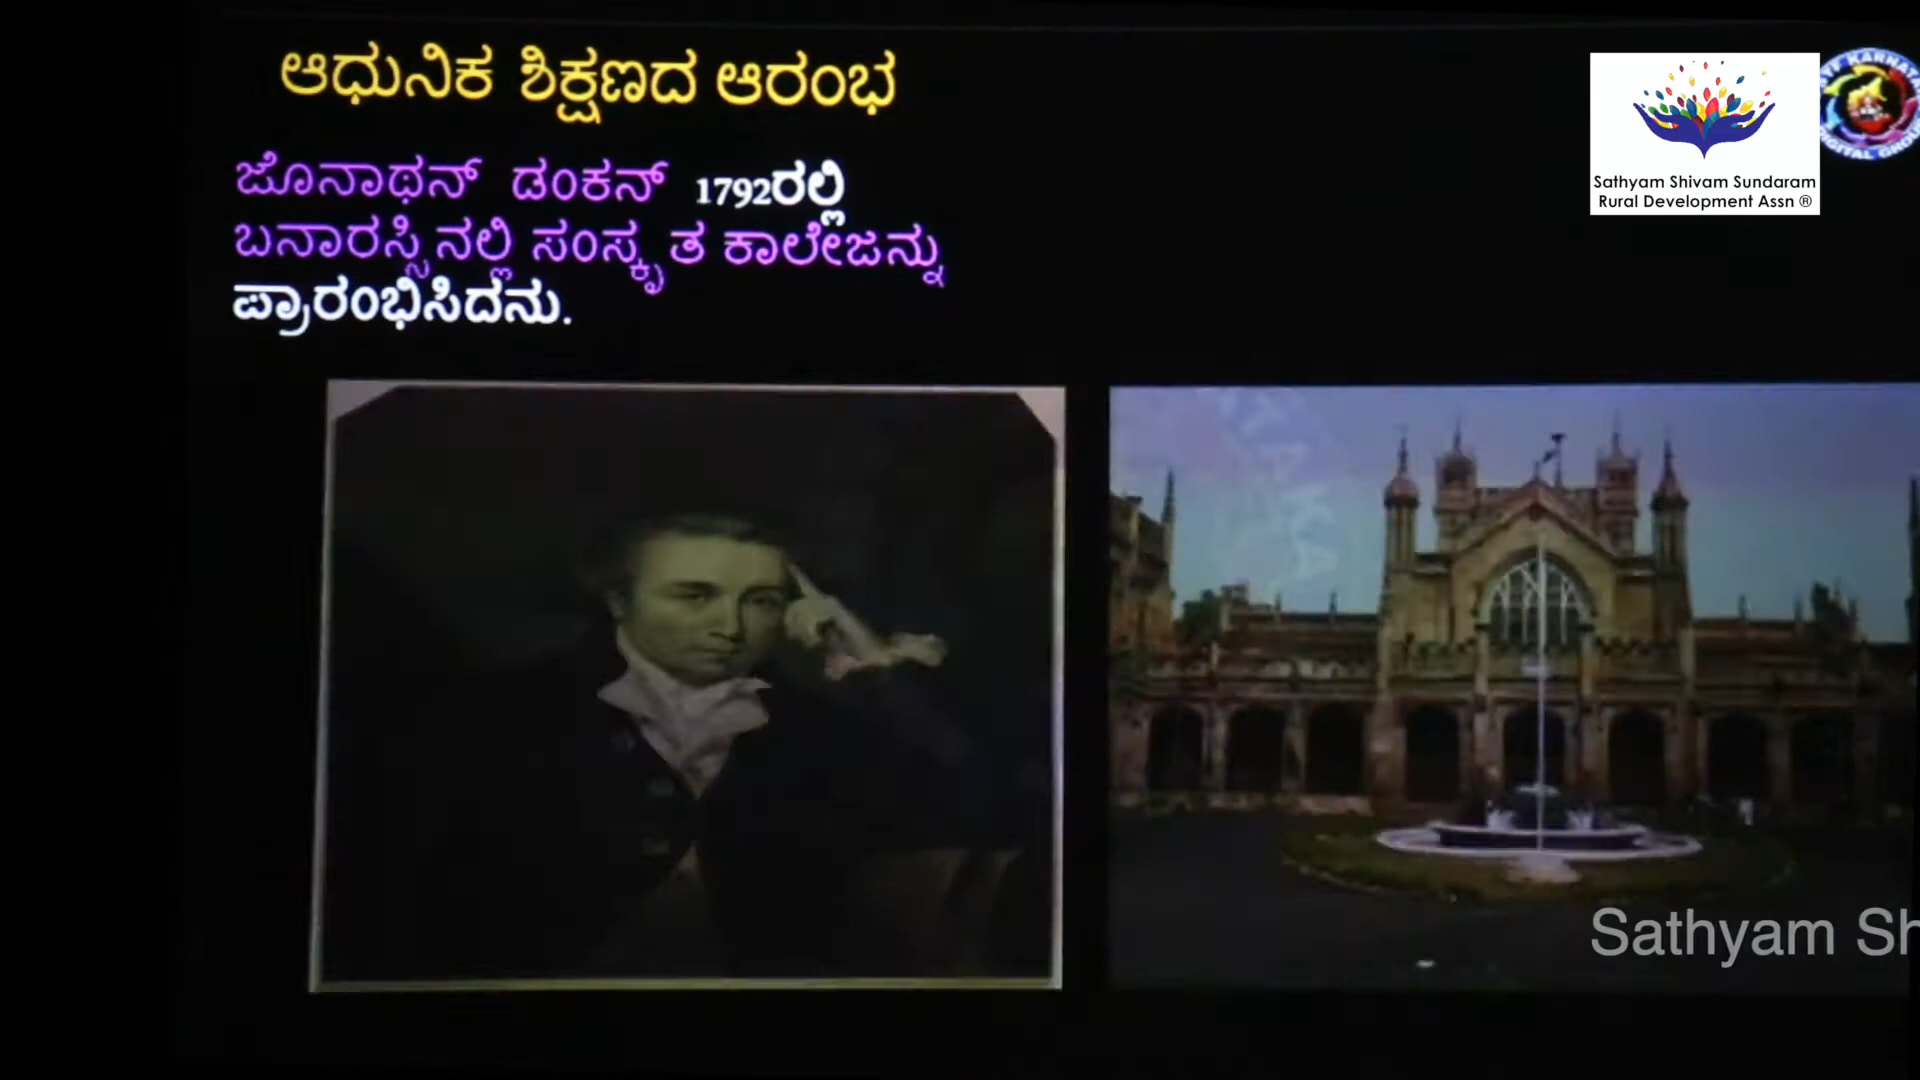 ಆಧುನಿಕ ಶಿಕ್ಷಣದ ಆರಂಭ
ಜೊನಾಥನ್ ಡಂಕನ್ 1792ರಲ್ಲಿ
ಬನಾರಸ್ಸಿನಲ್ಲಿ ಸಂಸ್ಕೃತ ಕಾಲೇಜನ್ನು
ಪ್ರಾರಂಭಿಸಿದನು.
Sathyam Shivam Sundaram
Rural Development Assn ®
Sathyam Sh